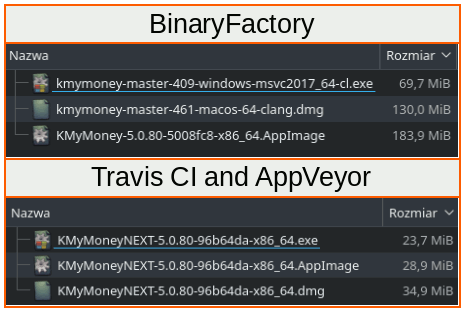 BinaryFactory
Nazwa Rozmiar
kmymoney-master-409-windows-msvc2017_64-cl.exe 69,7 MiB
kmymoney-master-461-macos-64-clang.dmg 130,0 MiB
KMyMoney-5.0.80-5008fc8-x86_64.AppImage 183,9 MiB
Travis CI and AppVeyor
Nazwa Rozmiar
KMyMoneyNEXT-5.0.80-96b64da-x86_64.exe 23,7 MiB
KMyMoneyNEXT-5.0.80-96b64da-x86_64.AppImage 28,9 MiB
KMyMoneyNEXT-5.0.80-96b64da-x86_64.dmg 34,9 MiB